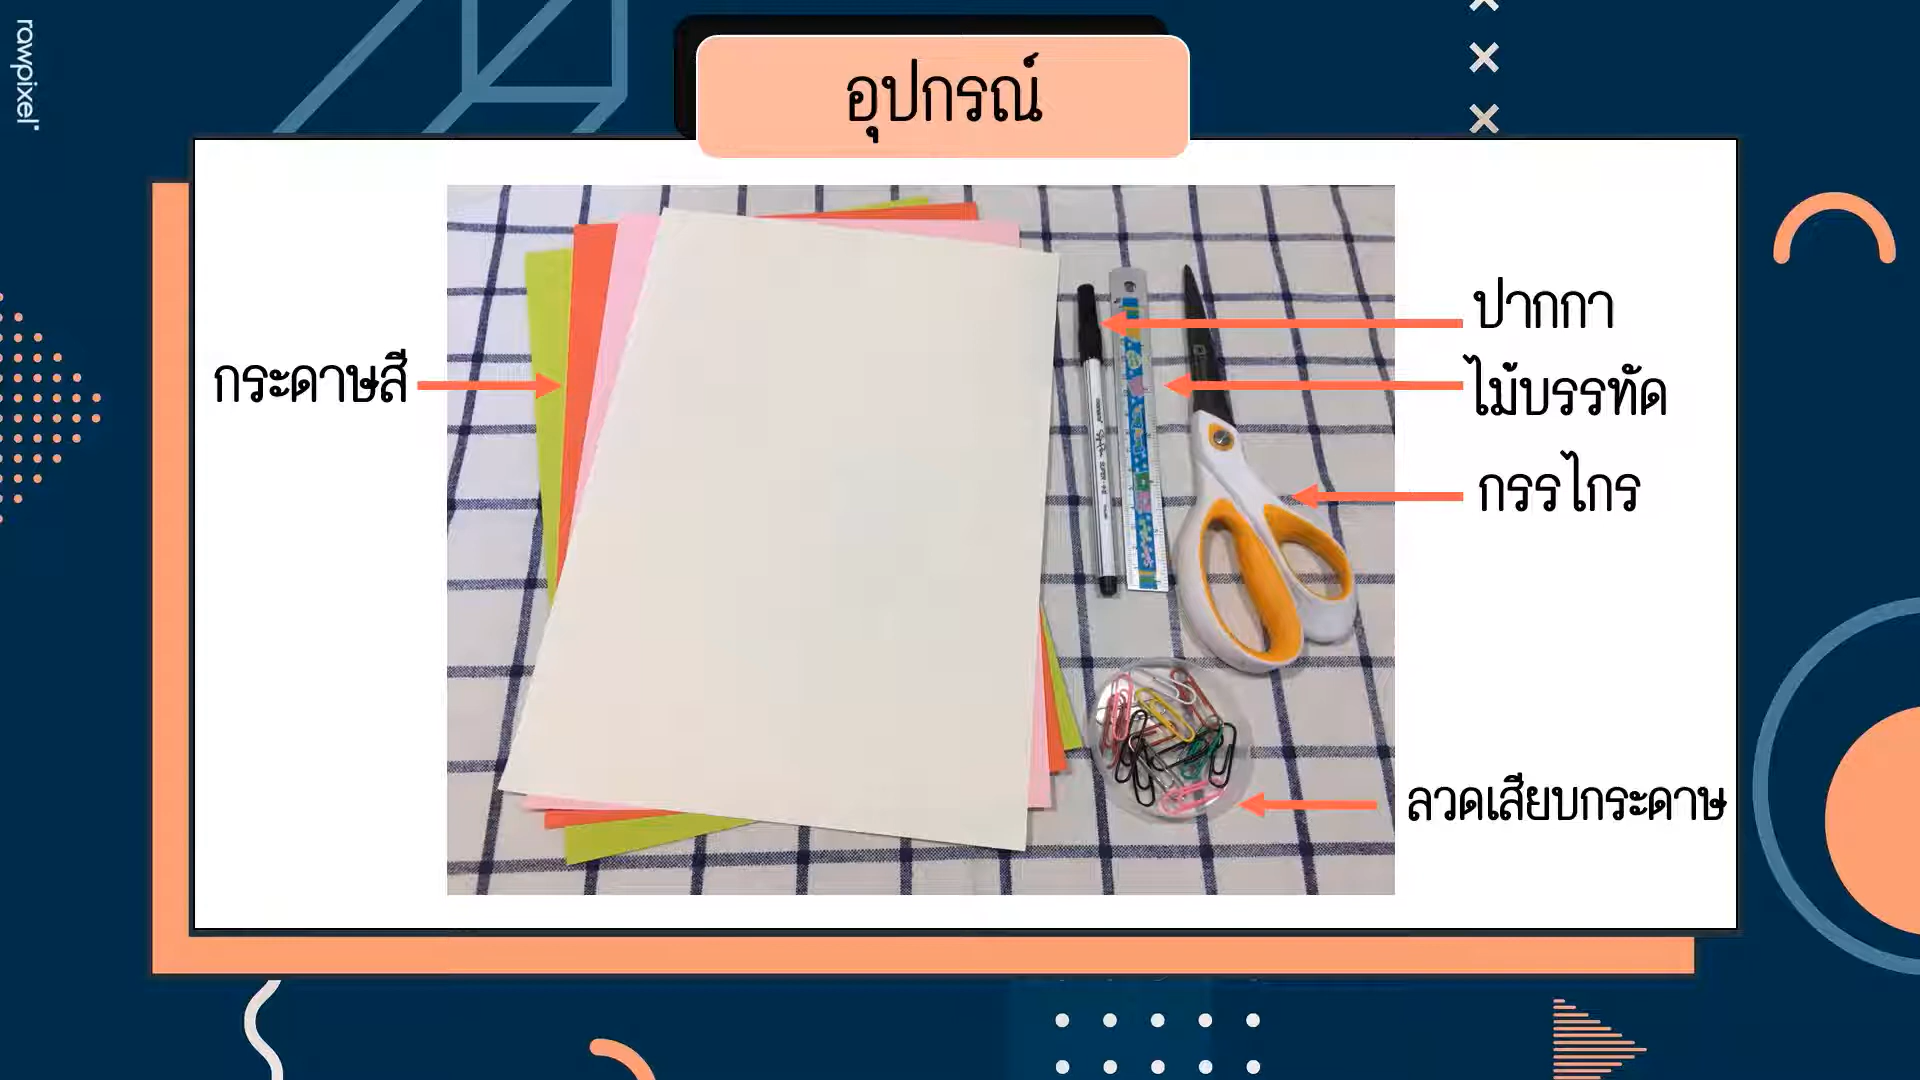 rawpixel
อุปกรณ์
กระดาษสี
ปากกา
ไม้บรรทัด
กรรไกร
ลวดเสียบกระดาษ